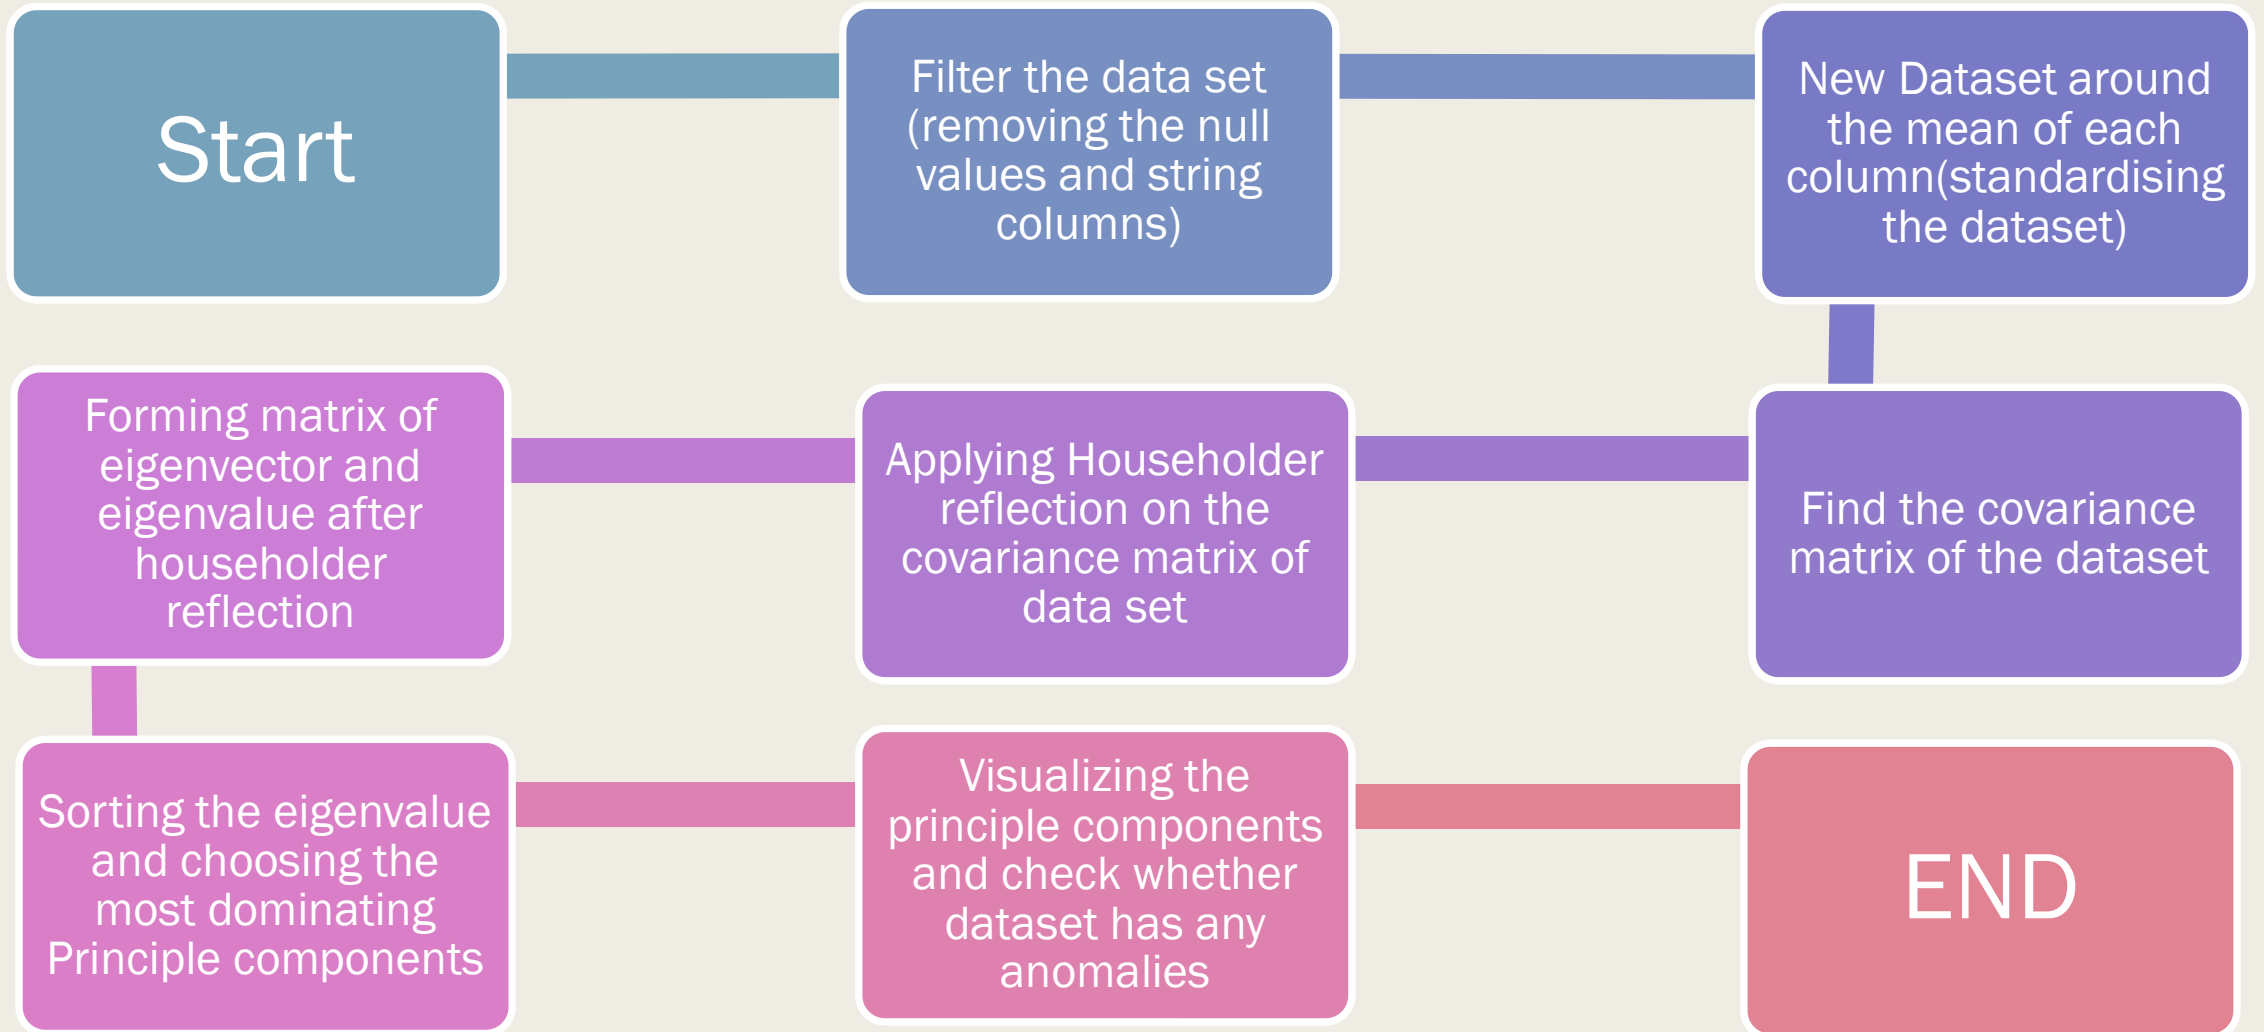 Start
Filter the data set
(removing the null
values and string
columns)
New Dataset around
the mean of each
column(standardising
the dataset)
Find the covariance
matrix of the dataset
Applying Householder
reflection on the
covariance matrix of
data set
Forming matrix of
eigenvector and
eigenvalue after
householder
reflection
Sorting the eigenvalue
and choosing the
most dominating
Principle components
Visualizing the
principle components
and check whether
dataset has any
anomalies
END